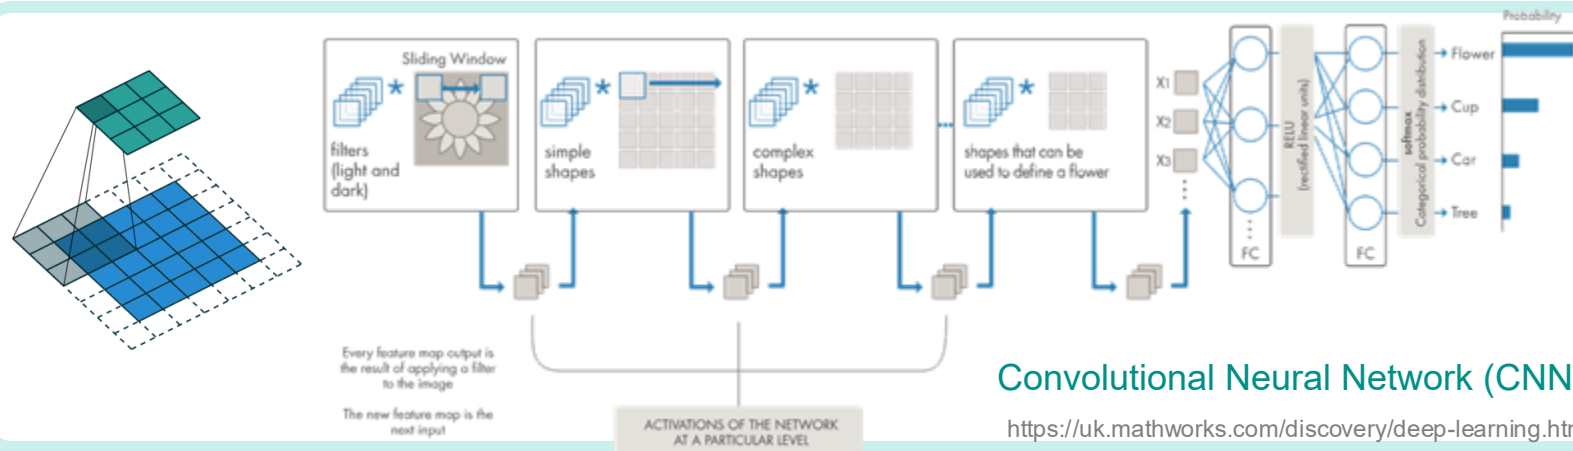 Sliding Window
filters
(light and
dark)
simple
shapes
complex
shapes
shapes that can be
used to define a flower
X1
X2
X3
FC
RELU
(rectified linear units)
FC
softmax
Categorical probability distribution
Probability
Flower
Cup
Car
Tree
Every feature map output is
the result of applying a filter
to the image
The new feature map is the
next input
ACTIVATIONS OF THE NETWORK
AT A PARTICULAR LEVEL
Convolutional Neural Network (CNN
https://uk.mathworks.com/discovery/deep-learning.htm